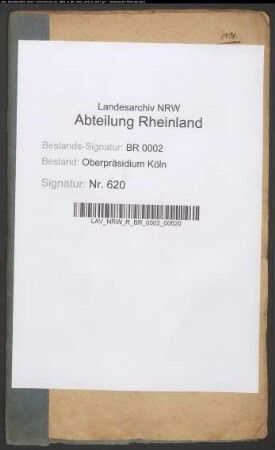 Landesarchiv NRW
Abteilung Rheinland
Bestands-Signatur: BR 0002
Bestand: Oberpräsidium Köln
Signatur: Nr. 620
LAV_NRW_R_BR_0002_00620